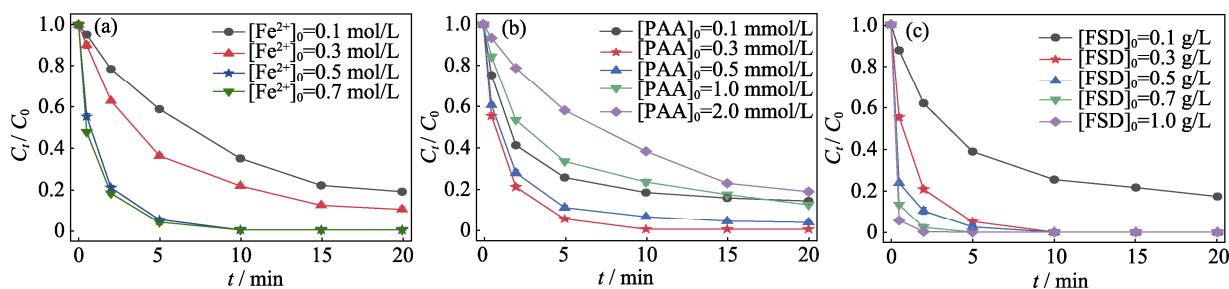 (a)
[Fe²⁺]₀=0.1 mol/L
[Fe²⁺]₀=0.3 mol/L
[Fe²⁺]₀=0.5 mol/L
[Fe²⁺]₀=0.7 mol/L
1.0
0.8
0.6
0.4
0.2
0
Cₜ/ C₀
0 5 10 15 20
t / min
(b)
[PAA]₀=0.1 mmol/L
[PAA]₀=0.3 mmol/L
[PAA]₀=0.5 mmol/L
[PAA]₀=1.0 mmol/L
[PAA]₀=2.0 mmol/L
1.0
0.8
0.6
0.4
0.2
0
Cₜ/ C₀
0 5 10 15 20
t / min
(c)
[FSD]₀=0.1 g/L
[FSD]₀=0.3 g/L
[FSD]₀=0.5 g/L
[FSD]₀=0.7 g/L
[FSD]₀=1.0 g/L
1.0
0.8
0.6
0.4
0.2
0
Cₜ/ C₀
0 5 10 15 20
t / min